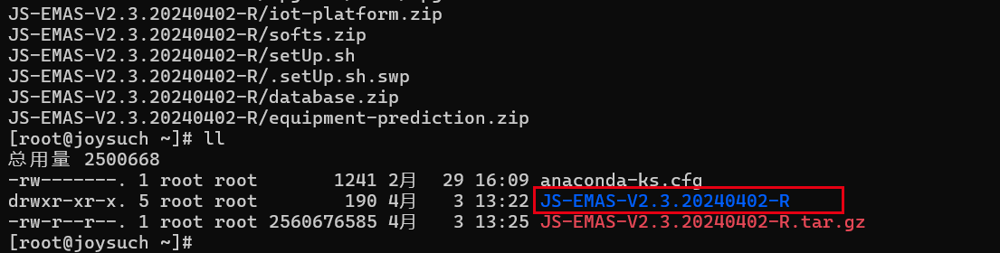 JS-EMAS-V2.3.20240402-R/iot-platform.zip
JS-EMAS-V2.3.20240402-R/softs.zip
JS-EMAS-V2.3.20240402-R/setUp.sh
JS-EMAS-V2.3.20240402-R/.setUp.sh.swp
JS-EMAS-V2.3.20240402-R/database.zip
JS-EMAS-V2.3.20240402-R/equipment-prediction.zip
[root@joysuch ~]# ll
总用量 2500668
-rw-------. 1 root root       1241 2月  29 16:09 anaconda-ks.cfg
drwxr-xr-x. 5 root root        190 4月   3 13:22 JS-EMAS-V2.3.20240402-R
-rw-r--r--. 1 root root 2560676585 4月   3 13:25 JS-EMAS-V2.3.20240402-R.tar.gz
[root@joysuch ~]#